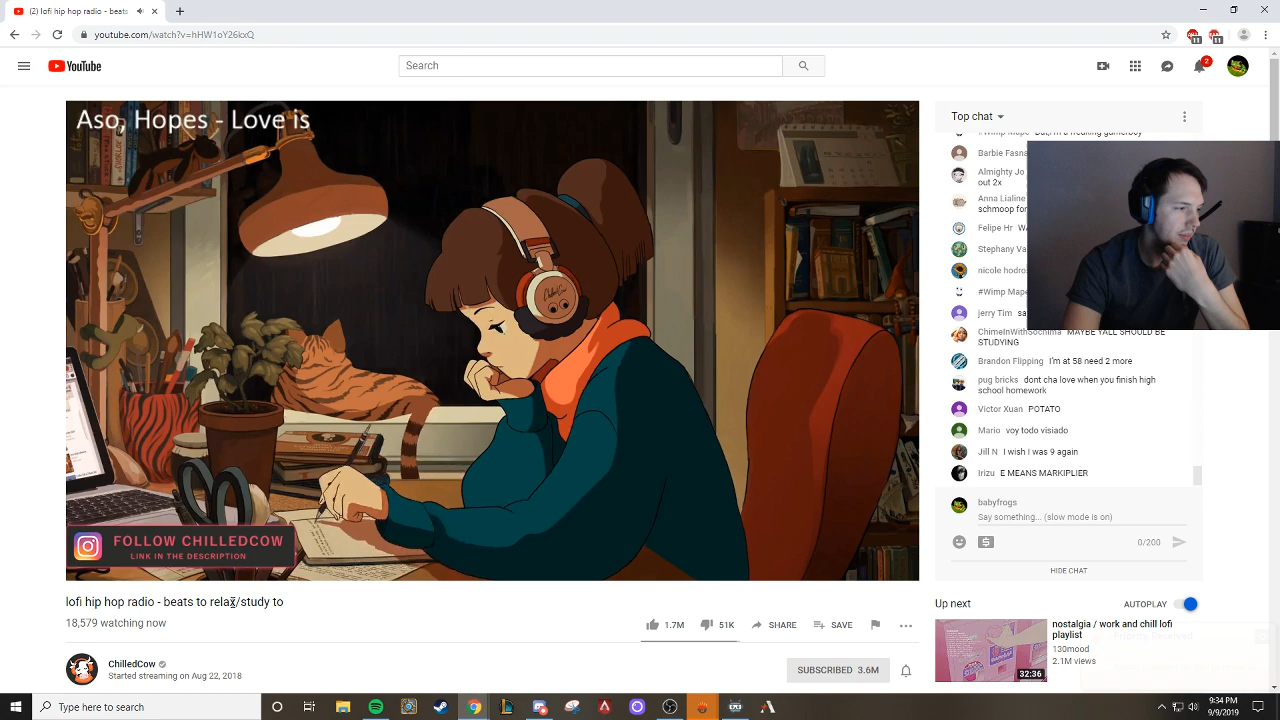 (2) lofi hip hop radio - beats
youtube.com/watch?v=hHW1oY26kxQ
YouTube
Search
2
Aso, Hopes - Love is
FOLLOW CHILLEDCOW
LINK IN THE DESCRIPTION
lofi hip hop radio - beats to relax/study to
18,579 watching now
1.7M 51K SHARE SAVE
ChilledCow
Started streaming on Aug 22, 2018
SUBSCRIBED 3.6M
Top chat
Barbie Fasna
Almighty Jo
out 2x
Anna Lialine
schmoop for
Felipe Hr
Stephany Va
nicole hodro
#Wimp Mape
jerry Tim sa
ChimeInWithSochima MAYBE YALL SHOULD BE
STUDYING
Brandon Flipping I'm at 58 need 2 more
pug bricks dont cha love when you finish high
school homework
Victor Xuan POTATO
Mario voy todo visiado
Jill N I wish I was 9 again
Irizu E MEANS MARKIPLIER
babyfrogs
Say something... (slow mode is on)
0/200
HIDE CHAT
Up next AUTOPLAY
nostalgia / work and chill lofi
playlist
130mood
2.1M views
32:36
Type here to search
9:34 PM
9/9/2019